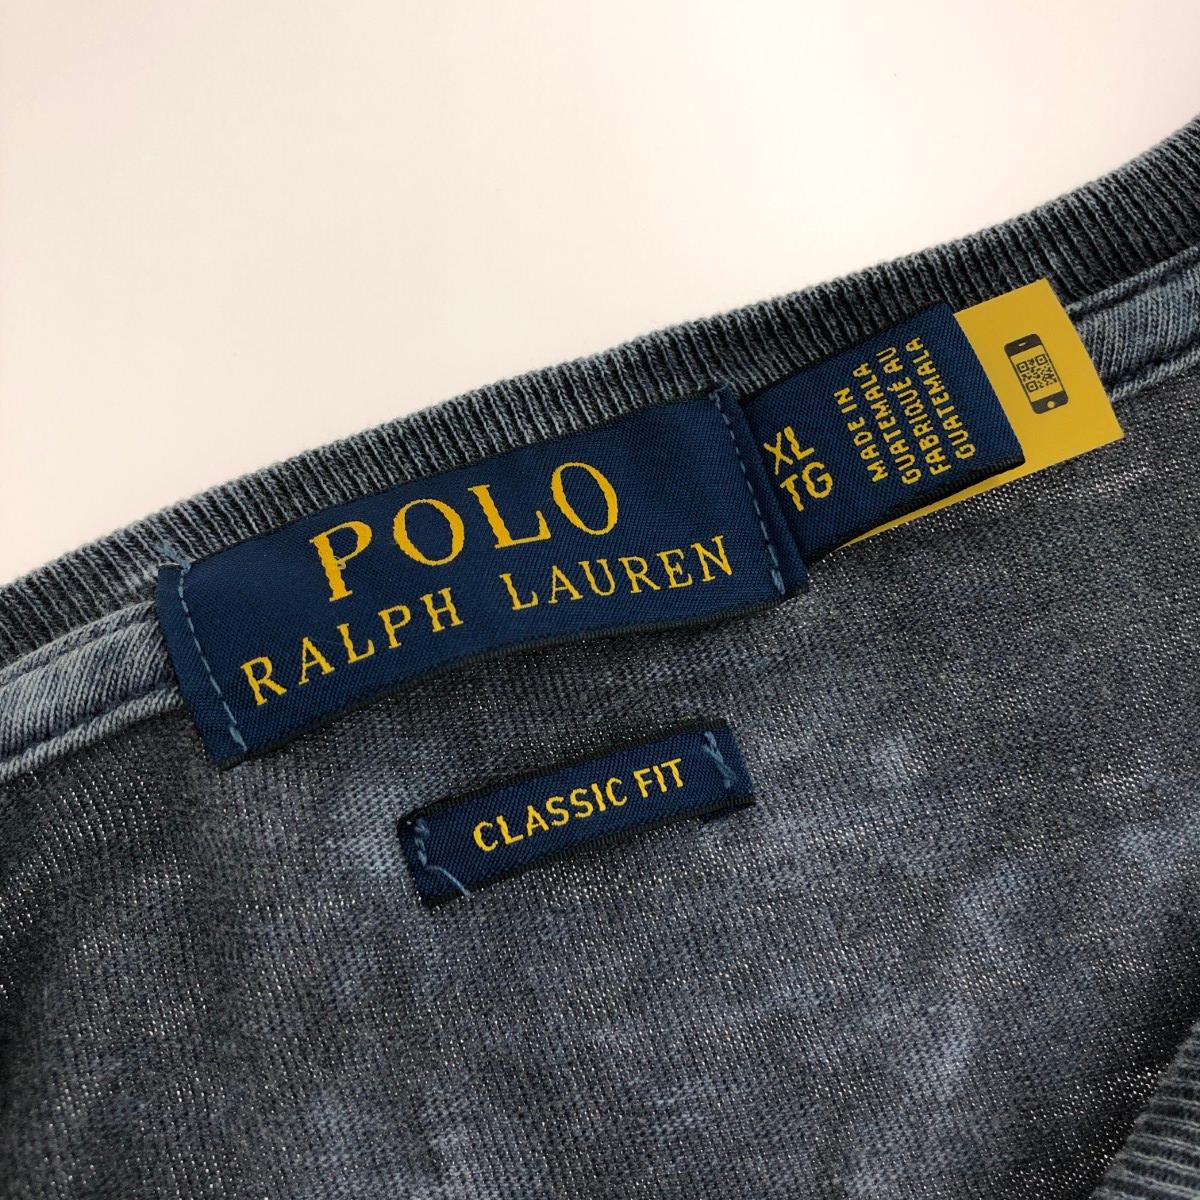 POLO
RALPH LAUREN
XL
TG
MADE IN
GUATEMALA
FABRIQUÉ AU
GUATEMALA
CLASSIC FIT